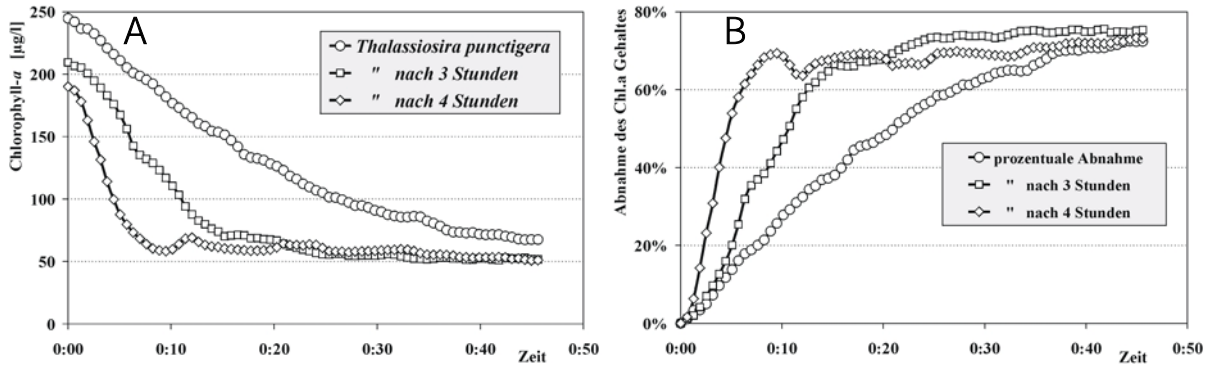 A
Chlorophyll-a [µg/l]
250
200
150
100
50
0
Thalassiosira punctigera
" nach 3 Stunden
" nach 4 Stunden
0:00 0:10 0:20 0:30 0:40 0:50
Zeit
B
Abnahme des Chl.a Gehaltes
80%
60%
40%
20%
0%
prozentuale Abnahme
" nach 3 Stunden
" nach 4 Stunden
0:00 0:10 0:20 0:30 0:40 0:50
Zeit